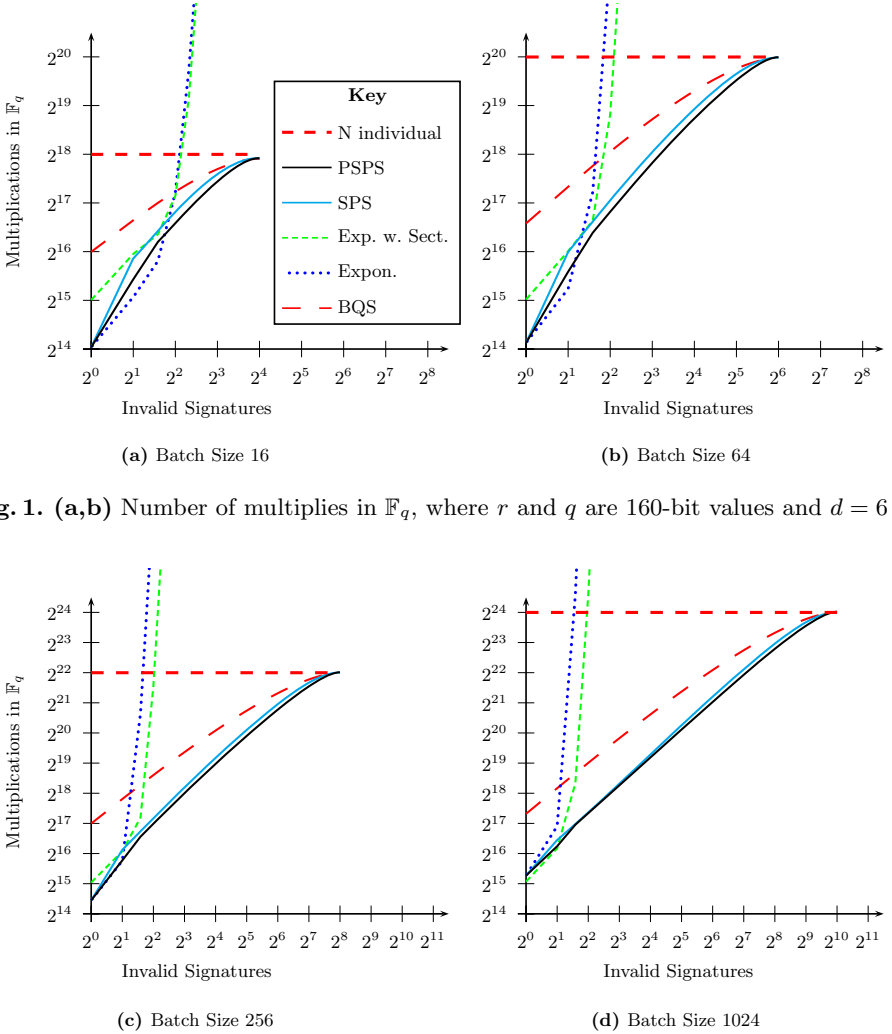 2^20
2^19
2^18
2^17
2^16
2^15
2^14
Multiplications in 𝔽_q
2^0 2^1 2^2 2^3 2^4 2^5 2^6 2^7 2^8
Invalid Signatures
(a) Batch Size 16
Key
N individual
PSPS
SPS
Exp. w. Sect.
Expon.
BQS
2^20
2^19
2^18
2^17
2^16
2^15
2^14
2^0 2^1 2^2 2^3 2^4 2^5 2^6 2^7 2^8
Invalid Signatures
(b) Batch Size 64
g. 1. (a,b) Number of multiplies in 𝔽_q, where r and q are 160-bit values and d = 6
2^24
2^23
2^22
2^21
2^20
2^19
2^18
2^17
2^16
2^15
2^14
Multiplications in 𝔽_q
2^0 2^1 2^2 2^3 2^4 2^5 2^6 2^7 2^8 2^9 2^10 2^11
Invalid Signatures
(c) Batch Size 256
2^24
2^23
2^22
2^21
2^20
2^19
2^18
2^17
2^16
2^15
2^14
2^0 2^1 2^2 2^3 2^4 2^5 2^6 2^7 2^8 2^9 2^10 2^11
Invalid Signatures
(d) Batch Size 1024